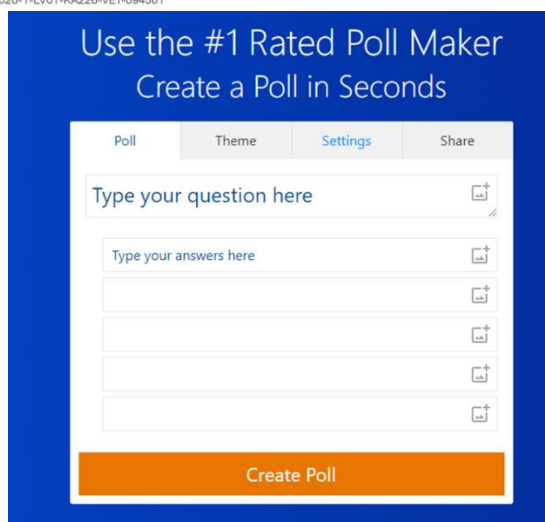 Use the #1 Rated Poll Maker
Create a Poll in Seconds
Poll Theme Settings Share
Type your question here
Type your answers here
Create Poll